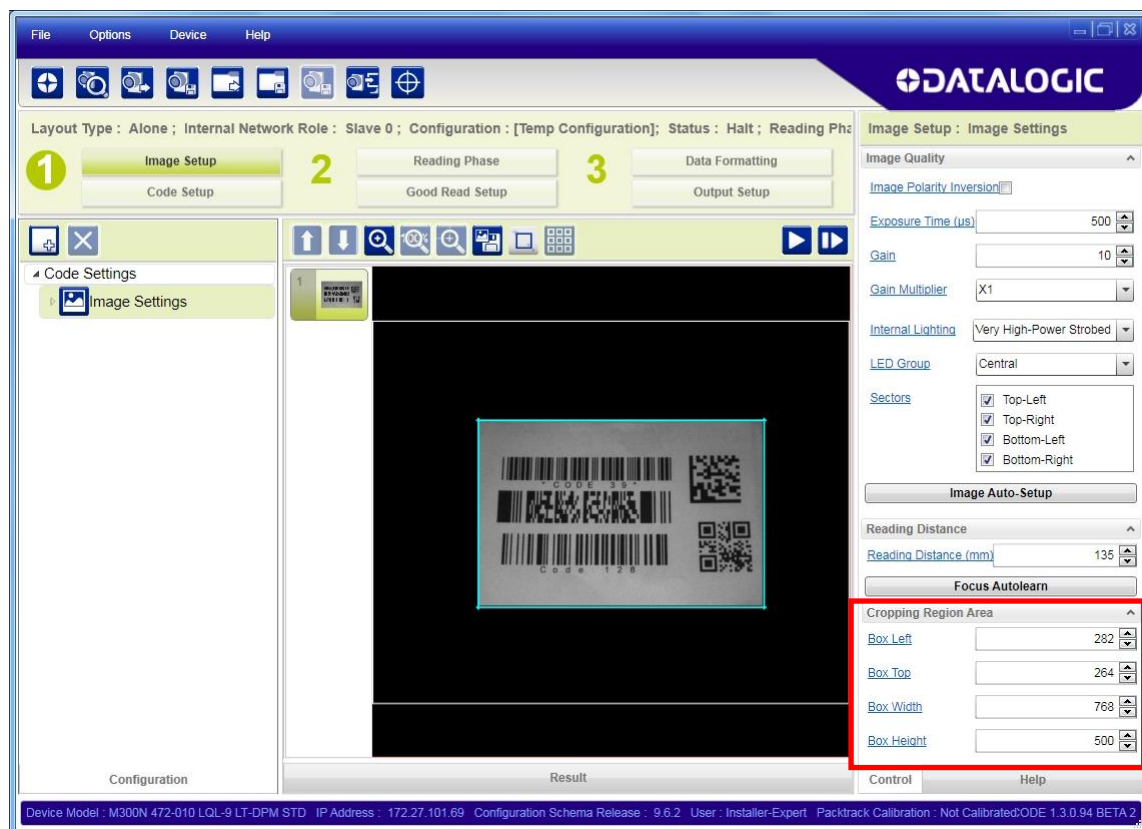 File Options Device Help
DATALOGIC
Layout Type : Alone ; Internal Network Role : Slave 0 ; Configuration : [Temp Configuration]; Status : Halt ; Reading Pha
1 Image Setup 2 Reading Phase 3 Data Formatting
Code Setup Good Read Setup Output Setup
Code Settings
Image Settings
1
*CODE 39*
Code 128
Configuration
Result
Image Setup : Image Settings
Image Quality
Image Polarity Inversion
Exposure Time (µs) 500
Gain 10
Gain Multiplier X1
Internal Lighting Very High-Power Strobed
LED Group Central
Sectors Top-Left
Top-Right
Bottom-Left
Bottom-Right
Image Auto-Setup
Reading Distance
Reading Distance (mm) 135
Focus Autolearn
Cropping Region Area
Box Left 282
Box Top 264
Box Width 768
Box Height 500
Control Help
Device Model : M300N 472-010 LQL-9 LT-DPM STD IP Address : 172.27.101.69 Configuration Schema Release : 9.6.2 User : Installer-Expert Packtrack Calibration : Not Calibrated ODE 1.3.0.94 BETA 2